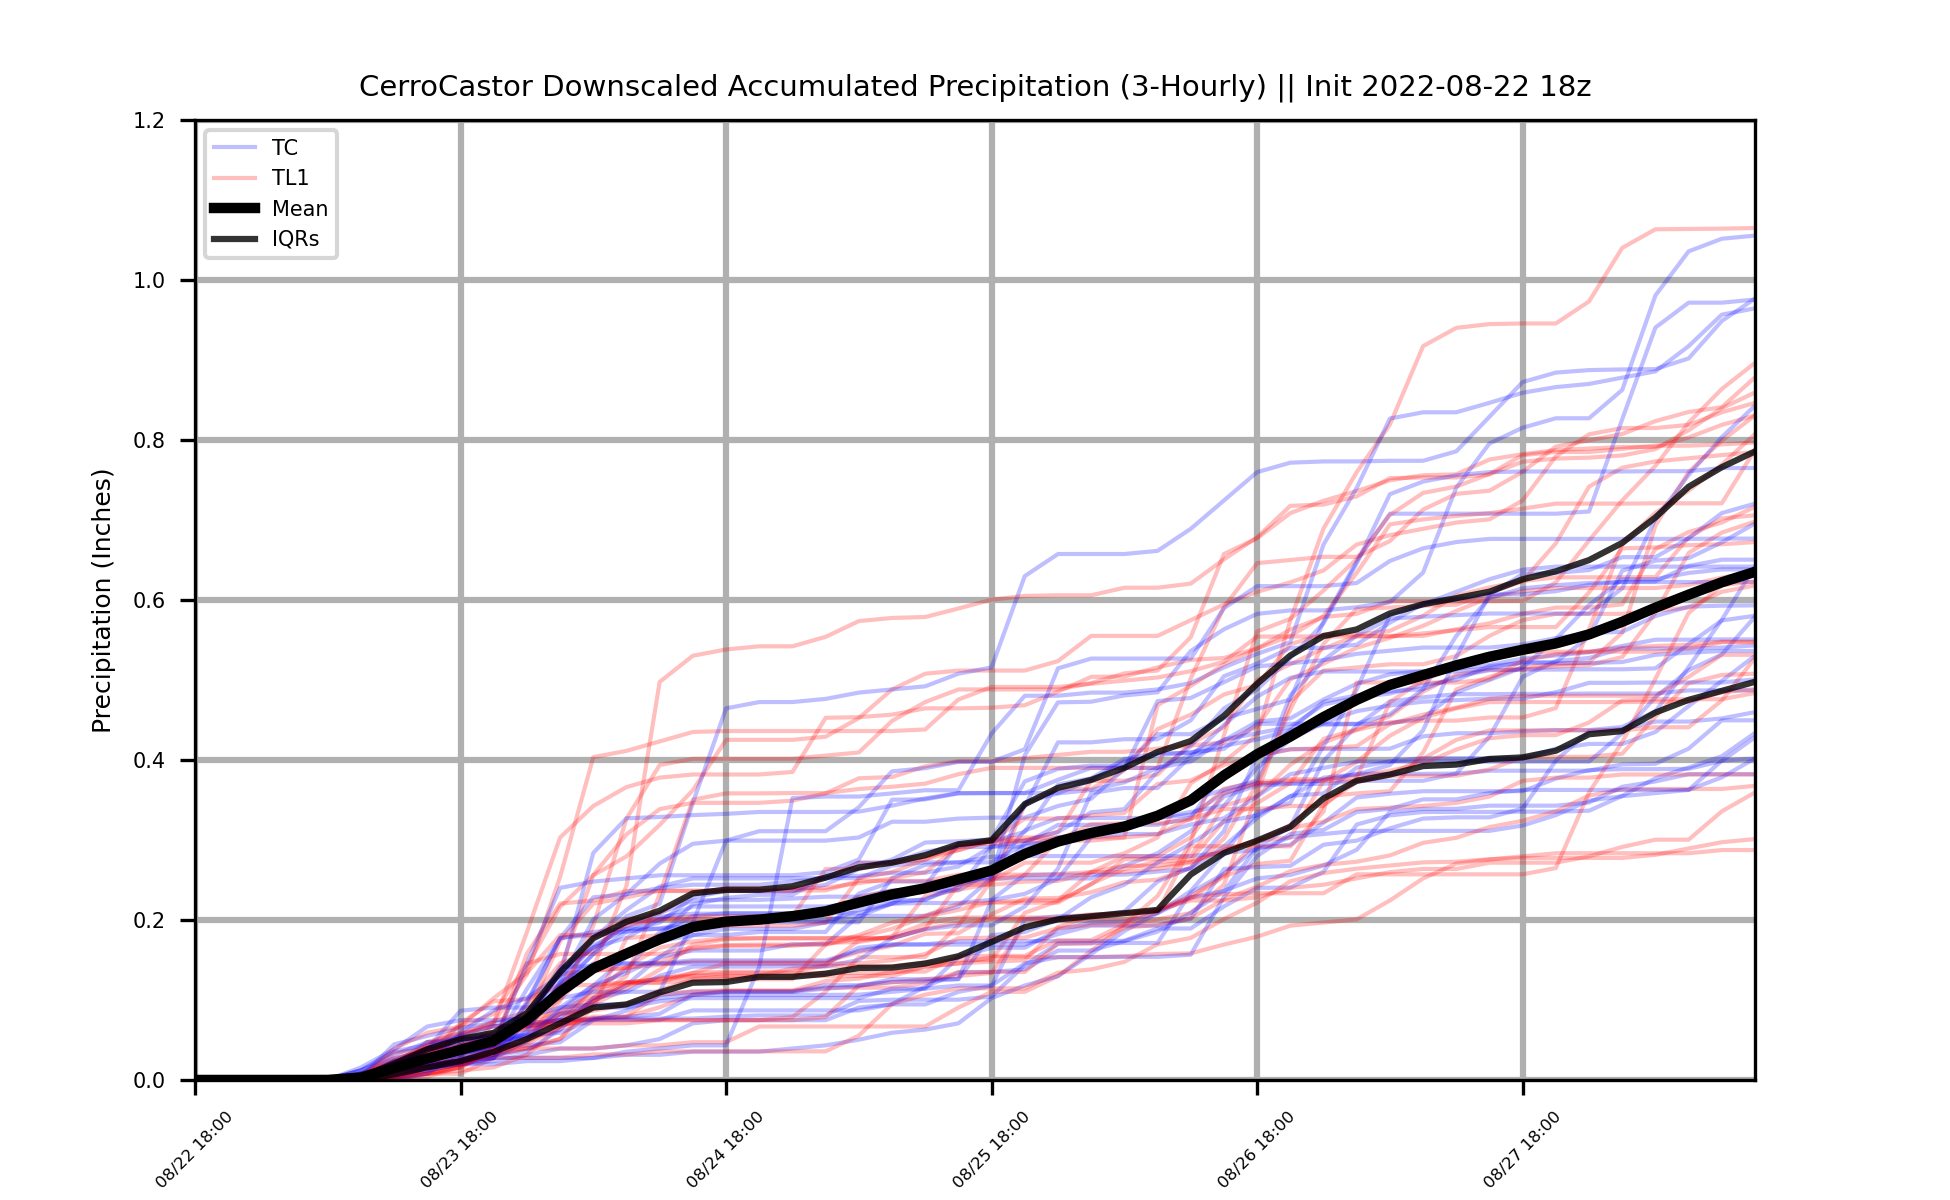 CerroCastor Downscaled Accumulated Precipitation (3-Hourly) || Init 2022-08-22 18z
1.2
1.0
0.8
0.6
0.4
0.2
0.0
Precipitation (Inches)
TC
TL1
Mean
IQRs
08/22 18:00
08/23 18:00
08/24 18:00
08/25 18:00
08/26 18:00
08/27 18:00